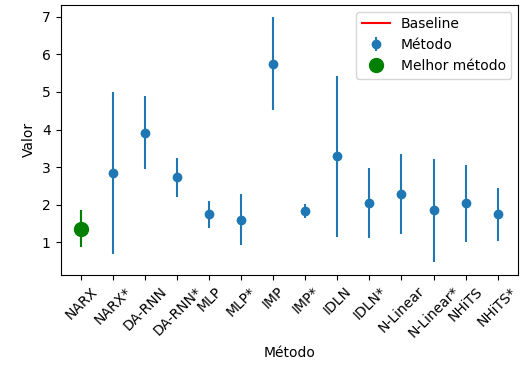 Baseline
Método
Melhor método
Valor
7
6
5
4
3
2
1
NARX
NARX*
DA-RNN
DA-RNN*
MLP
MLP*
IMP
IMP*
IDLN
IDLN*
N-Linear
N-Linear*
NHiTS
NHiTS*
Método